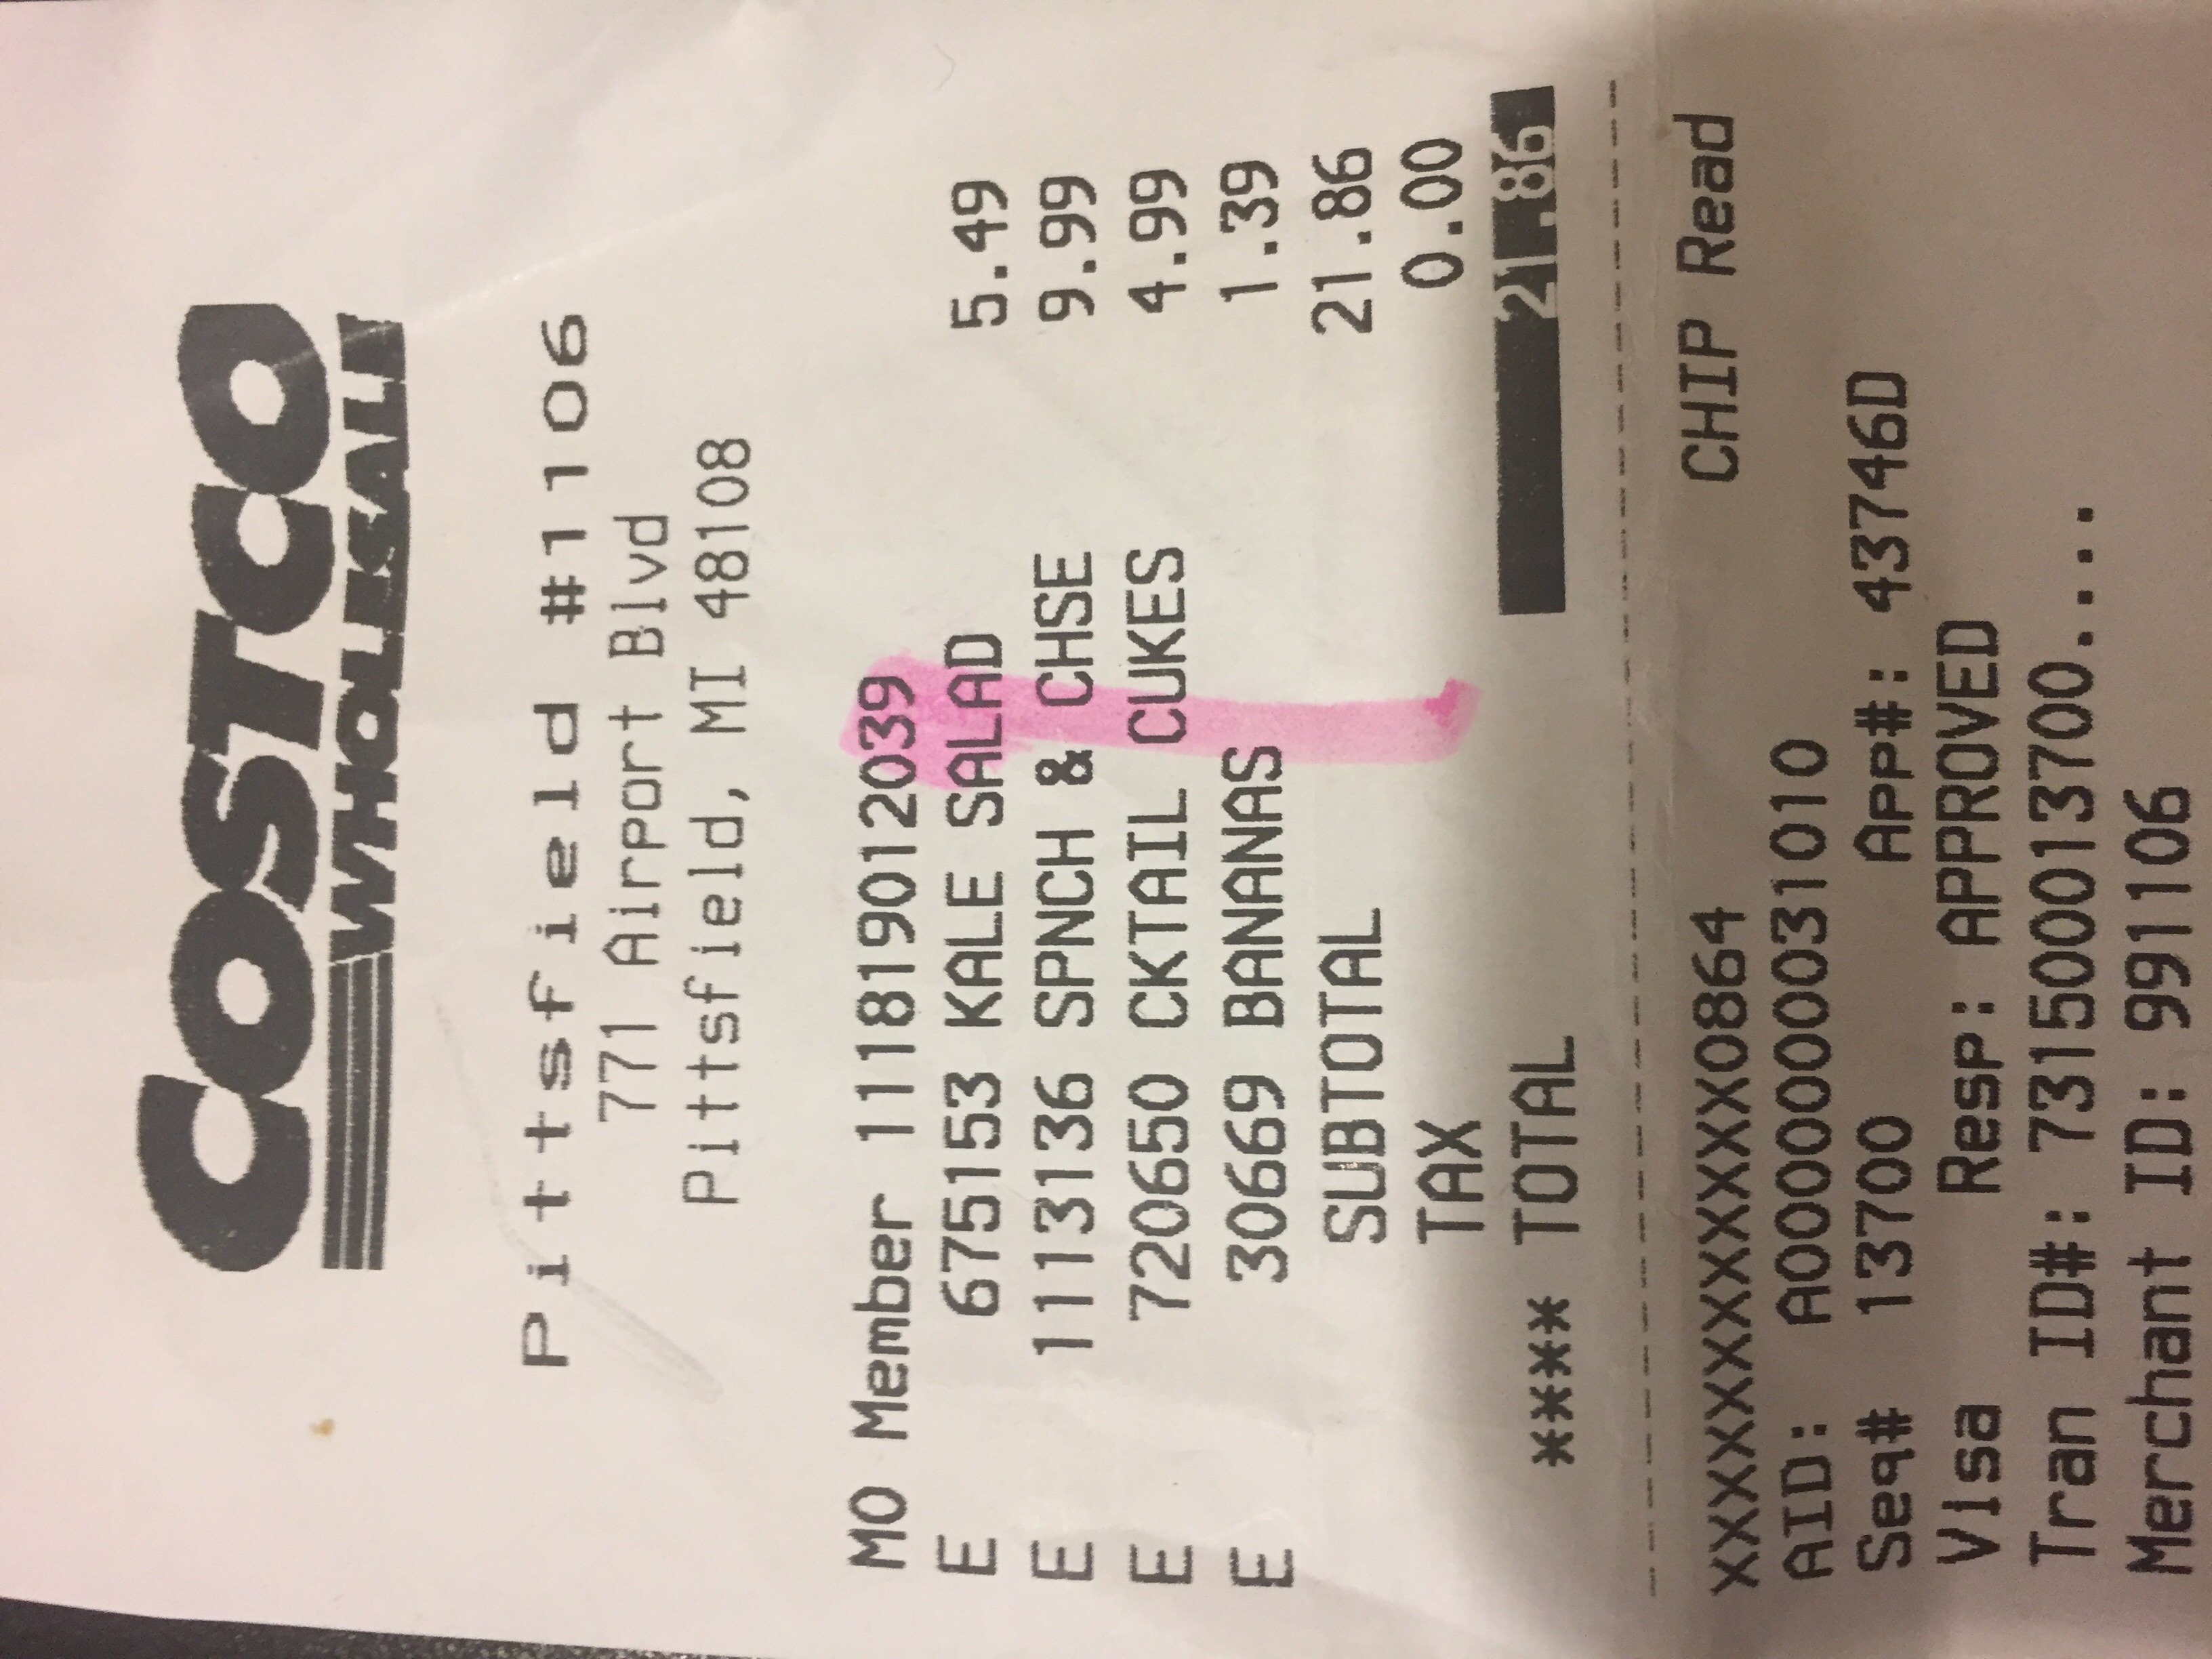 COSTCO
WHOLESALE
Pittsfield #1106
771 Airport Blvd
Pittsfield, MI 48108
MO Member 111819012039
E 675153 KALE SALAD 5.49
E 1113136 SPNCH & CHSE 9.99
E 720650 CKTAIL CUKES 4.99
E 30669 BANANAS 1.39
SUBTOTAL 21.86
TAX 0.00
**** TOTAL 21.86
XXXXXXXXXXXX0864 CHIP Read
AID: A0000000031010
Seq# 13700 App#: 43746D
Visa Resp: APPROVED
Tran ID#: 731500013700....
Merchant ID: 991106